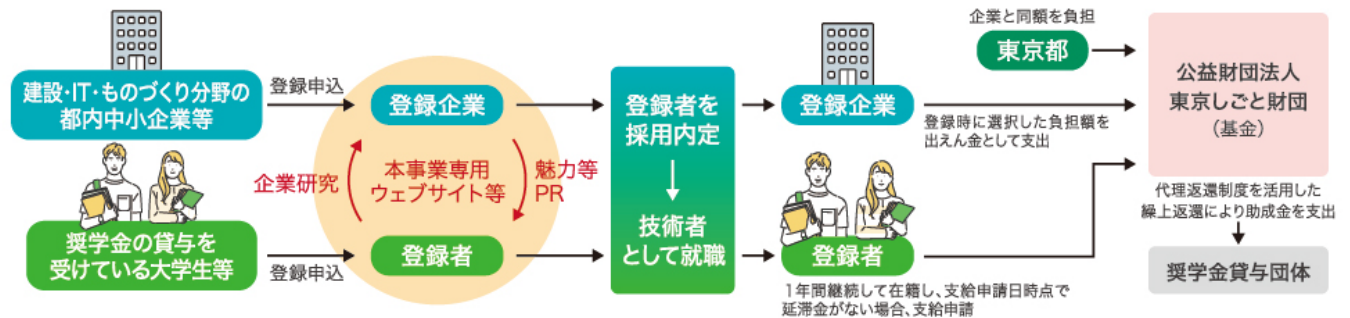 建設・IT・ものづくり分野の
都内中小企業等
登録申込
奨学金の貸与を
受けている大学生等
登録申込
登録企業
企業研究
本事業専用
ウェブサイト等
魅力等
PR
登録者
登録者を
採用内定
技術者
として就職
登録企業
登録時に選択した負担額を
出えん金として支出
登録者
1年間継続して在籍し、支給申請日時点で
延滞金がない場合、支給申請
企業と同額を負担
東京都
公益財団法人
東京しごと財団
（基金）
代理返還制度を活用した
繰上返還により助成金を支出
奨学金貸与団体